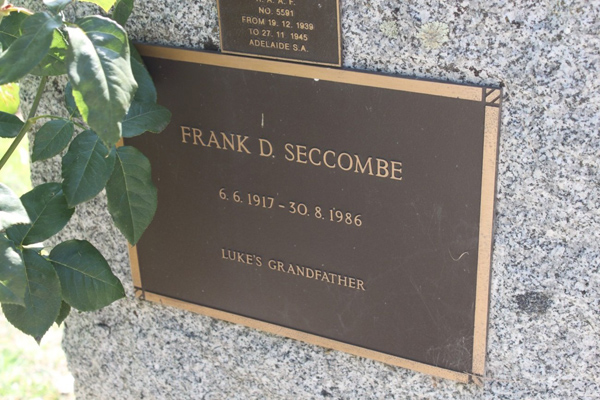 R. A. A. F.
NO. 5591
FROM 19. 12. 1939
TO 27. 11 1945
ADELAIDE S.A.
FRANK D. SECCOMBE
6. 6. 1917 – 30. 8. 1986
LUKE'S GRANDFATHER